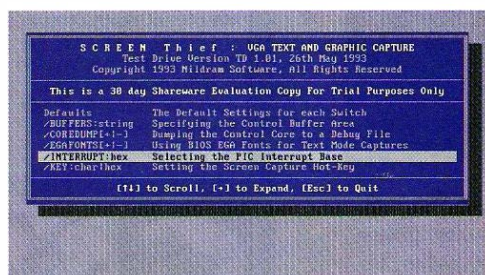 SCREEN Thief : VGA TEXT AND GRAPHIC CAPTURE
Test Drive Version TD 1.01, 26th May 1993
Copyright 1993 Nildram Software, All Rights Reserved
This is a 30 day Shareware Evaluation Copy For Trial Purposes Only
Defaults The Default Settings for each Switch
/BUFFERS:string Specifying the Control Buffer Area
/COREDUMP[+|-] Dumping the Control Core to a Debug File
/EGAFONTS[+|-] Using BIOS EGA Fonts for Text Mode Captures
/INTERRUPT:hex Selecting the PIC Interrupt Base
/KEY:char|hex Setting the Screen Capture Hot-Key
[↑↓] to Scroll, [+] to Expand, [Esc] to Quit